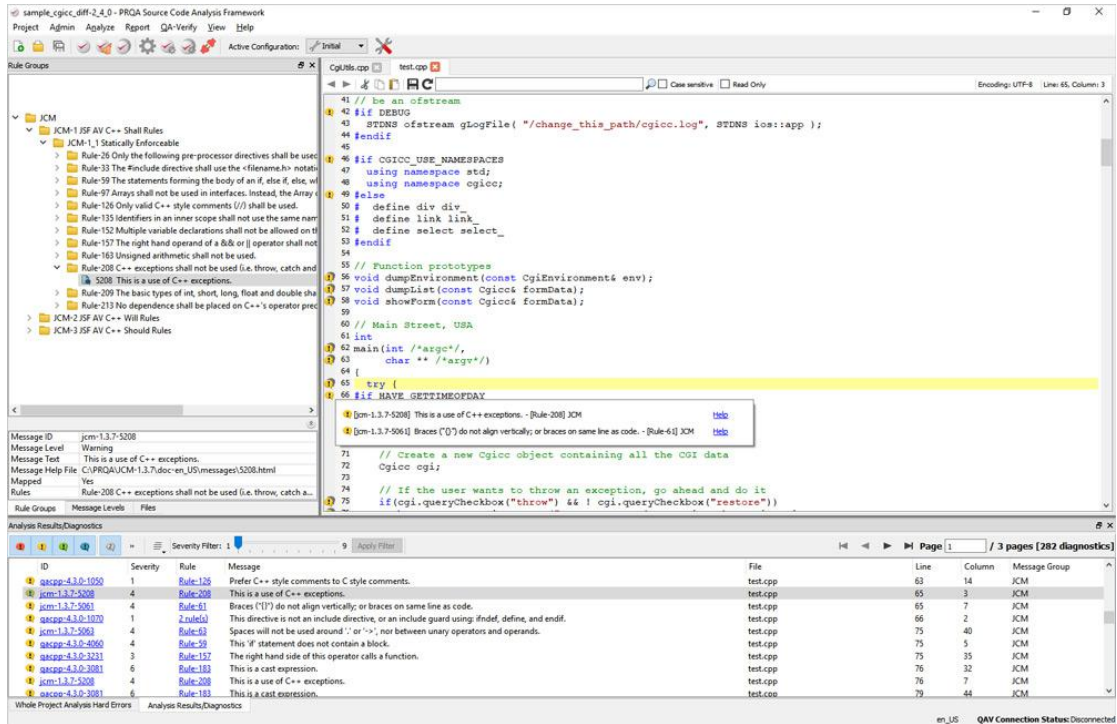 sample_cgicc_diff-2_4_0 - PRQA Source Code Analysis Framework
Project Admin Analyze Report QA-Verify View Help
Active Configuration: Initial
Rule Groups
JCM
JCM-1 JSF AV C++ Shall Rules
JCM-1_1 Statically Enforceable
Rule-26 Only the following pre-processor directives shall be used
Rule-33 The #include directive shall use the <filename.h> notati
Rule-59 The statements forming the body of an if, else if, else, wl
Rule-97 Arrays shall not be used in interfaces. Instead, the Array c
Rule-126 Only valid C++ style comments (//) shall be used.
Rule-135 Identifiers in an inner scope shall not use the same nam
Rule-152 Multiple variable declarations shall not be allowed on th
Rule-157 The right hand operand of a && or || operator shall not
Rule-163 Unsigned arithmetic shall not be used.
Rule-208 C++ exceptions shall not be used (i.e. throw, catch and
5208 This is a use of C++ exceptions.
Rule-209 The basic types of int, short, long, float and double sha
Rule-213 No dependence shall be placed on C++'s operator prec
JCM-2 JSF AV C++ Will Rules
JCM-3 JSF AV C++ Should Rules
Message ID jcm-1.3.7-5208
Message Level Warning
Message Text This is a use of C++ exceptions.
Message Help File C:\PRQA\JCM-1.3.7\doc-en_US\messages\5208.html
Mapped Yes
Rules Rule-208 C++ exceptions shall not be used (i.e. throw, catch a...
Rule Groups Message Levels Files
CgiUtils.cpp test.cpp
Case sensitive Read Only Encoding: UTF-8 Line: 65, Column: 3
41 // be an ofstream
42 #if DEBUG
43 STDNS ofstream gLogFile( "/change_this_path/cgicc.log", STDNS ios::app );
44 #endif
45
46 #if CGICC_USE_NAMESPACES
47 using namespace std;
48 using namespace cgicc;
49 #else
50 # define div div_
51 # define link link_
52 # define select select_
53 #endif
54
55 // Function prototypes
56 void dumpEnvironment(const CgiEnvironment& env);
57 void dumpList(const Cgicc& formData);
58 void showForm(const Cgicc& formData);
59
60 // Main Street, USA
61 int
62 main(int /*argc*/,
63 char ** /*argv*/)
64 {
65 try {
66 #if HAVE_GETTIMEOFDAY
[jcm-1.3.7-5208] This is a use of C++ exceptions. - [Rule-208] JCM Help
[jcm-1.3.7-5061] Braces ("{}") do not align vertically; or braces on same line as code. - [Rule-61] JCM Help
71 // Create a new Cgicc object containing all the CGI data
72 Cgicc cgi;
73
74 // If the user wants to throw an exception, go ahead and do it
75 if(cgi.queryCheckbox("throw") && ! cgi.queryCheckbox("restore"))
Analysis Results/Diagnostics
Severity Filter: 1 9 Apply Filter Page 1 / 3 pages [282 diagnostics]
ID Severity Rule Message File Line Column Message Group
qacpp-4.3.0-1050 1 Rule-126 Prefer C++ style comments to C style comments. test.cpp 63 14 JCM
jcm-1.3.7-5208 4 Rule-208 This is a use of C++ exceptions. test.cpp 65 3 JCM
jcm-1.3.7-5061 4 Rule-61 Braces ("{}") do not align vertically; or braces on same line as code. test.cpp 65 7 JCM
qacpp-4.3.0-1070 1 2 rule(s) This directive is not an include directive, or an include guard using: ifndef, define, and endif. test.cpp 66 2 JCM
jcm-1.3.7-5063 4 Rule-63 Spaces will not be used around '.' or '->', nor between unary operators and operands. test.cpp 75 40 JCM
qacpp-4.3.0-4060 4 Rule-59 This 'if' statement does not contain a block. test.cpp 75 5 JCM
qacpp-4.3.0-3231 3 Rule-157 The right hand side of this operator calls a function. test.cpp 75 35 JCM
qacpp-4.3.0-3081 6 Rule-183 This is a cast expression. test.cpp 76 32 JCM
jcm-1.3.7-5208 4 Rule-208 This is a use of C++ exceptions. test.cpp 76 7 JCM
qacpp-4.3.0-3081 6 Rule-183 This is a cast expression. test.cpp 79 44 JCM
Whole Project Analysis Hard Errors Analysis Results/Diagnostics
en_US QAV Connection Status: Disconnected